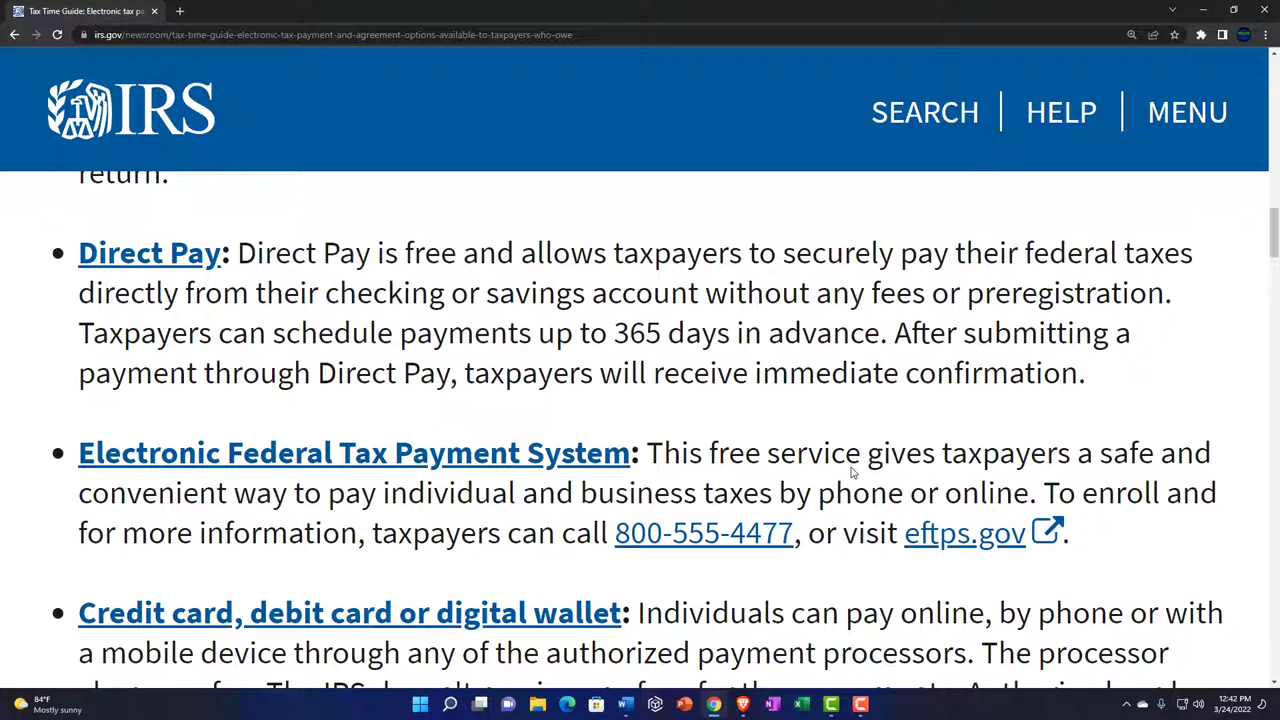 Tax Time Guide: Electronic tax p
irs.gov/newsroom/tax-time-guide-electronic-tax-payment-and-agreement-options-available-to-taxpayers-who-owe
IRS
SEARCH
HELP
MENU
return.
Direct Pay: Direct Pay is free and allows taxpayers to securely pay their federal taxes
directly from their checking or savings account without any fees or preregistration.
Taxpayers can schedule payments up to 365 days in advance. After submitting a
payment through Direct Pay, taxpayers will receive immediate confirmation.
Electronic Federal Tax Payment System: This free service gives taxpayers a safe and
convenient way to pay individual and business taxes by phone or online. To enroll and
for more information, taxpayers can call 800-555-4477, or visit eftps.gov.
Credit card, debit card or digital wallet: Individuals can pay online, by phone or with
a mobile device through any of the authorized payment processors. The processor
84°F
Mostly sunny
12:42 PM
3/24/2022